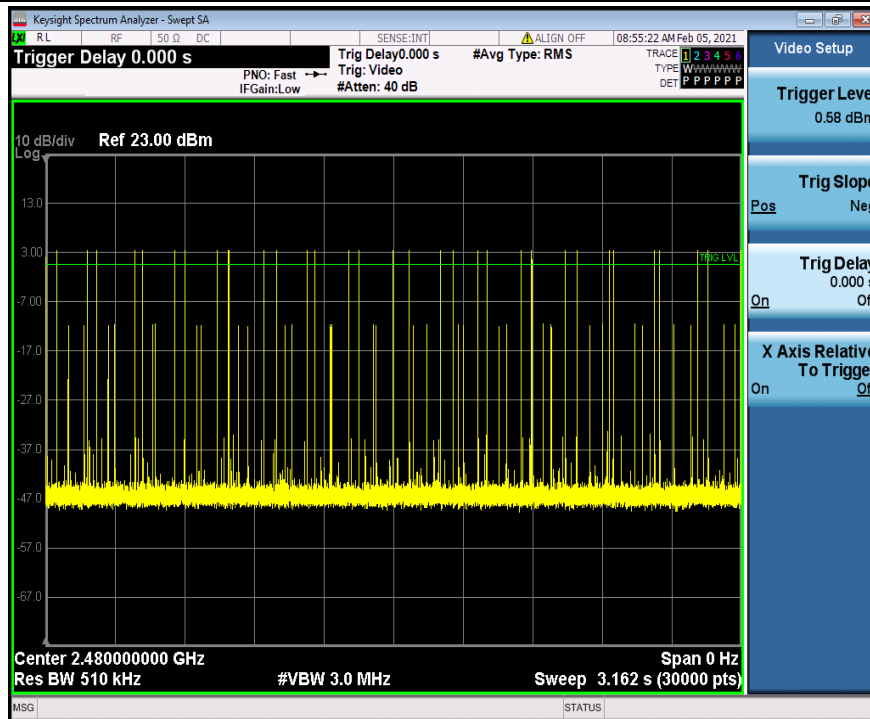 Keysight Spectrum Analyzer - Swept SA
LXI RL RF 50 Ω DC SENSE:INT ALIGN OFF 08:55:22 AM Feb 05, 2021
Trigger Delay 0.000 s
PNO: Fast
IFGain:Low
Trig Delay0.000 s
Trig: Video
#Atten: 40 dB
#Avg Type: RMS
TRACE 1 2 3 4 5 6
TYPE WWWWWW
DET P P P P P P
10 dB/div
Log
Ref 23.00 dBm
13.0
3.00
TRIG LVL
-7.00
-17.0
-27.0
-37.0
-47.0
-57.0
-67.0
Center 2.480000000 GHz
Span 0 Hz
Res BW 510 kHz
#VBW 3.0 MHz
Sweep 3.162 s (30000 pts)
MSG
STATUS
Video Setup
Trigger Leve
0.58 dBm
Trig Slope
Pos Neg
Trig Delay
0.000 s
On Of
X Axis Relative
To Trigge
On Of